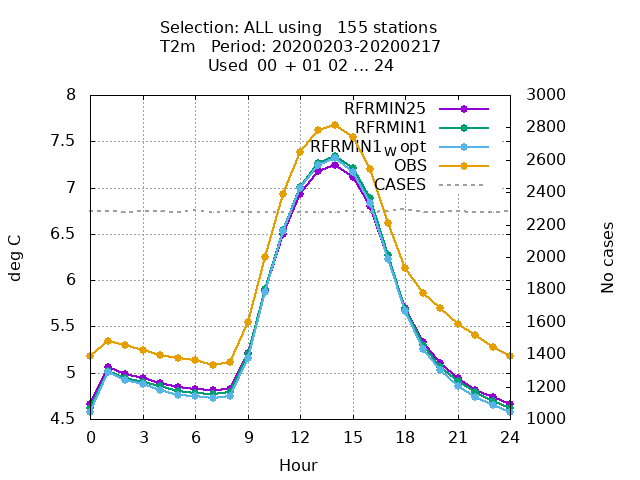 Selection: ALL using   155 stations
T2m   Period: 20200203-20200217
Used  00 + 01 02 ... 24
8
7.5
7
6.5
6
5.5
5
4.5
deg C
3000
2800
2600
2400
2200
2000
1800
1600
1400
1200
1000
No cases
RFRMIN25
RFRMIN1
RFRMIN1wopt
OBS
CASES
0 3 6 9 12 15 18 21 24
Hour